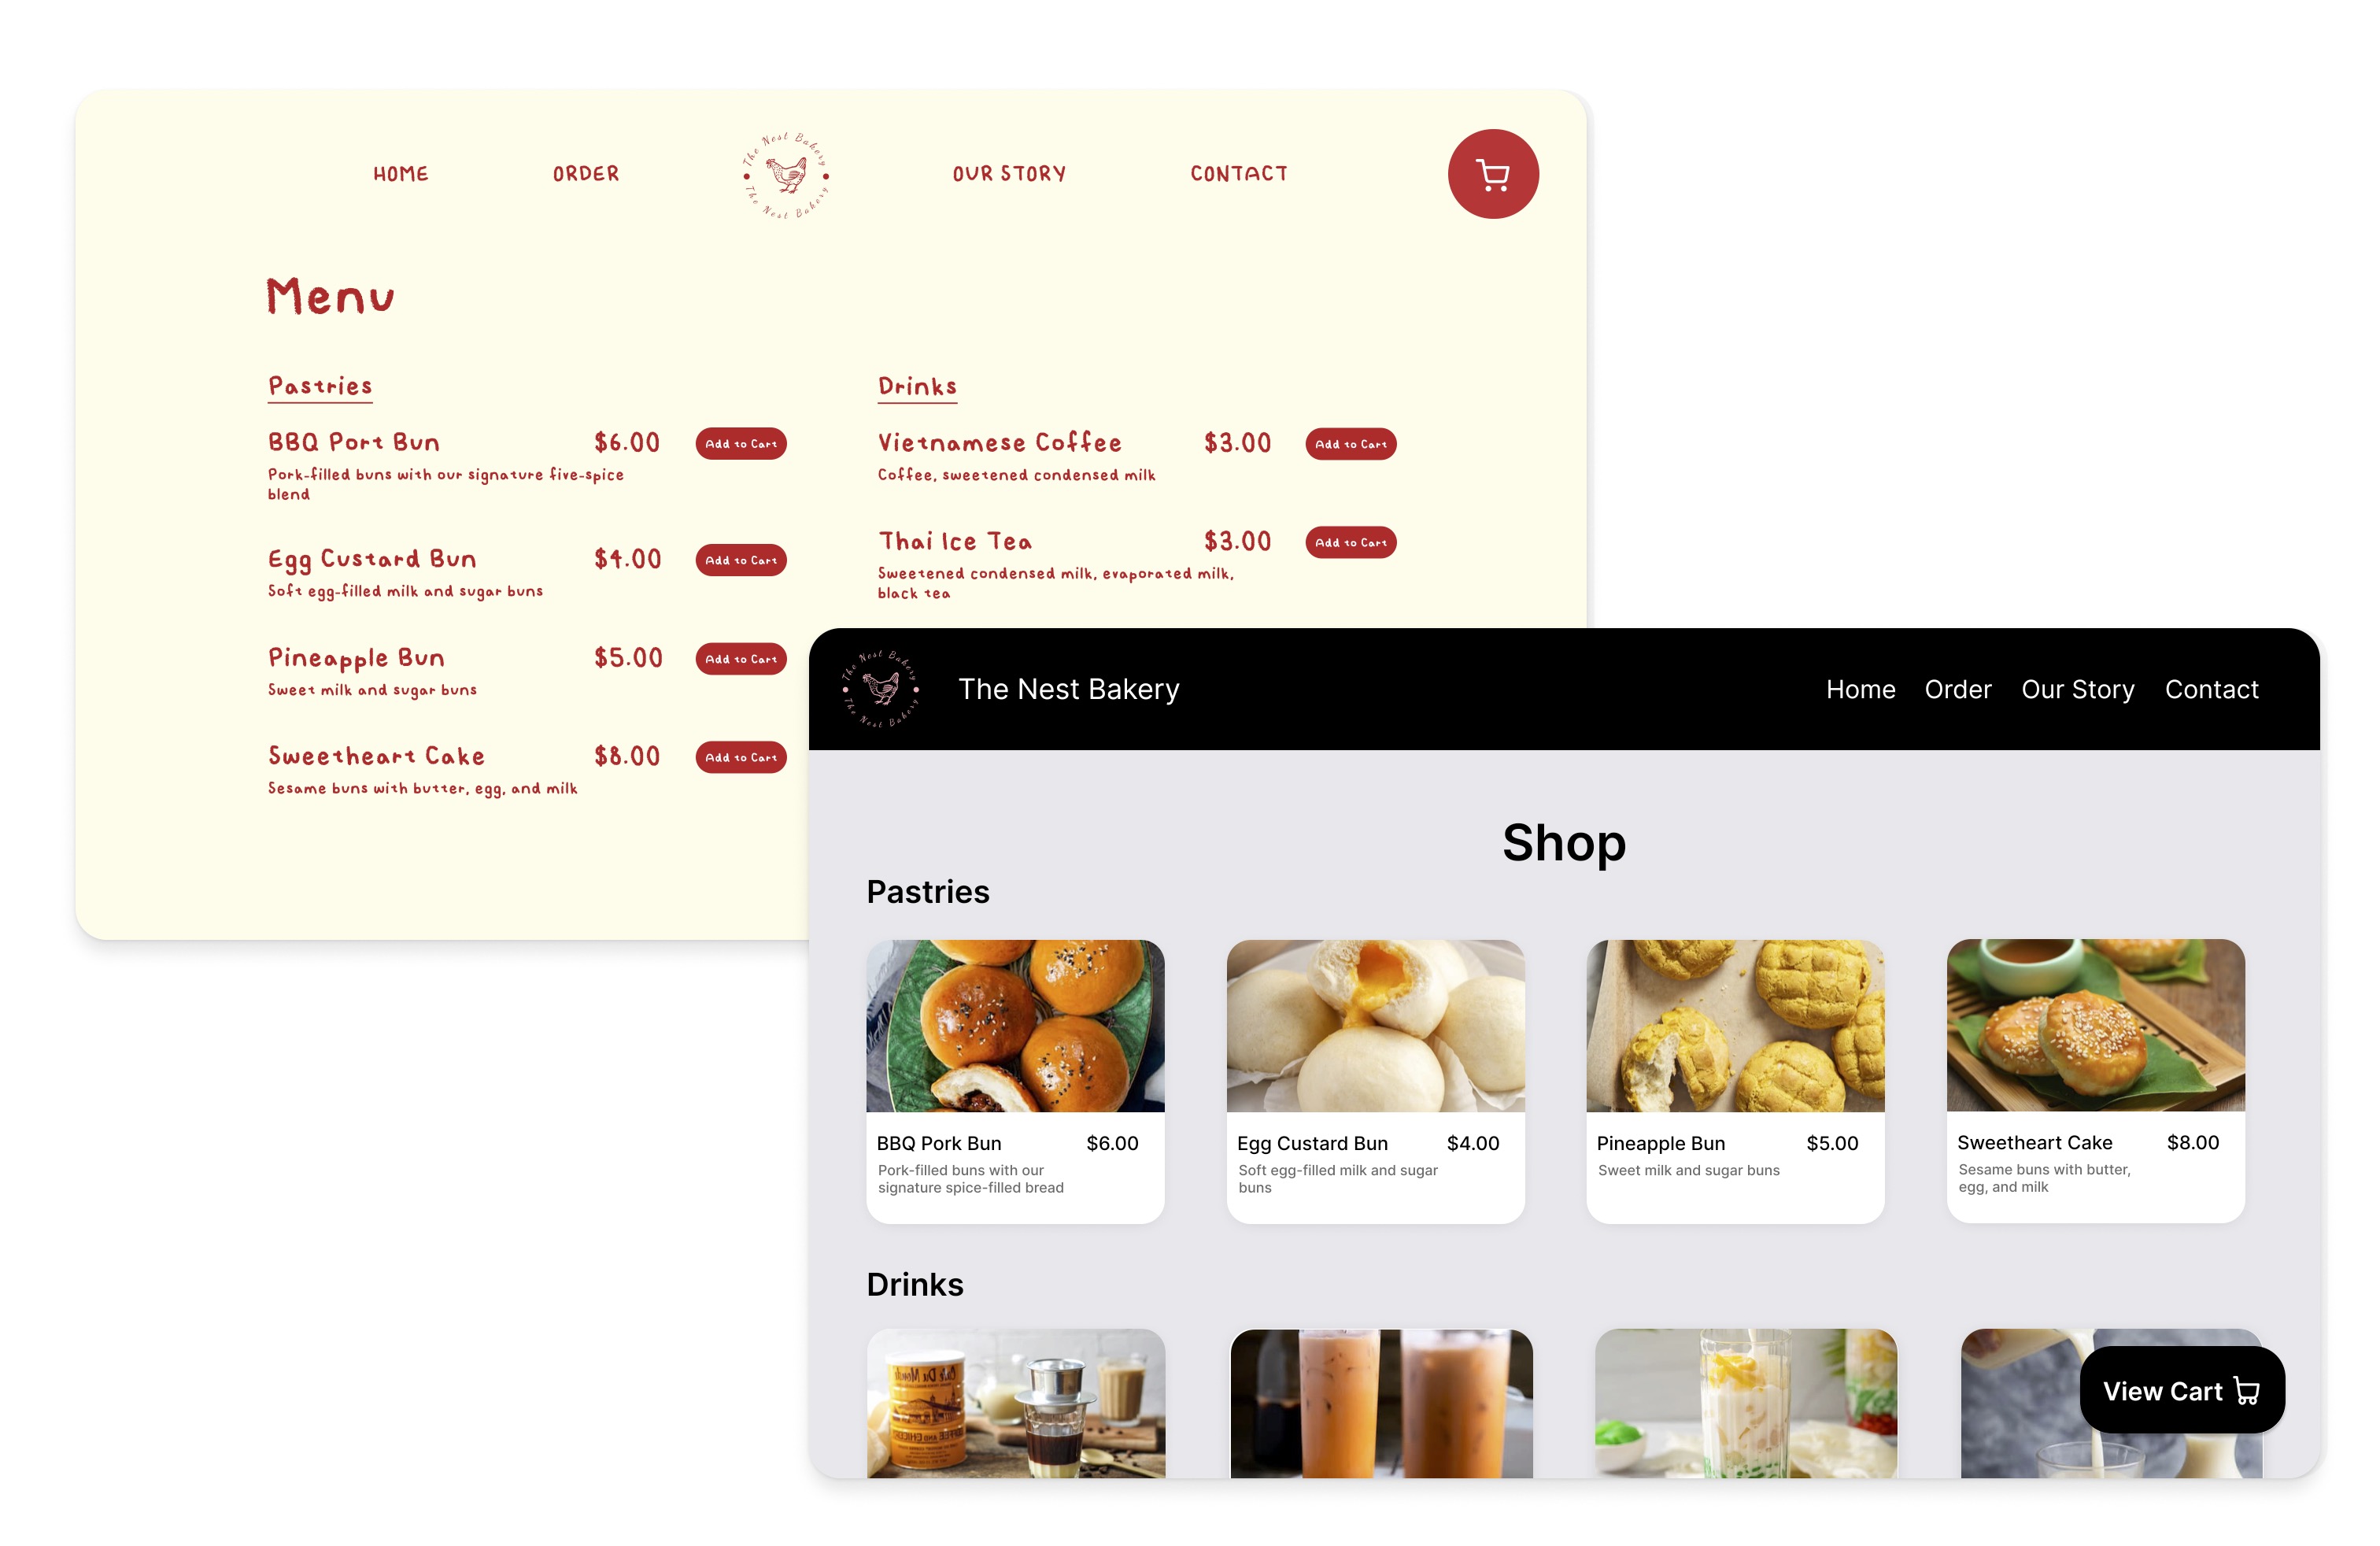 HOME
ORDER
The Nest Bakery
The Nest Bakery
OUR STORY
CONTACT
Menu
Pastries
BBQ Port Bun
$6.00
Add to Cart
Pork-filled buns with our signature five-spice
blend
Egg Custard Bun
$4.00
Add to Cart
Soft egg-filled milk and sugar buns
Pineapple Bun
$5.00
Add to Cart
Sweet milk and sugar buns
Sweetheart Cake
$8.00
Add to Cart
Sesame buns with butter, egg, and milk
Drinks
Vietnamese Coffee
$3.00
Add to Cart
Coffee, sweetened condensed milk
Thai Ice Tea
$3.00
Add to Cart
Sweetened condensed milk, evaporated milk,
black tea
The Nest Bakery
The Nest Bakery
The Nest Bakery
Home
Order
Our Story
Contact
Shop
Pastries
BBQ Pork Bun
$6.00
Pork-filled buns with our
signature spice-filled bread
Egg Custard Bun
$4.00
Soft egg-filled milk and sugar
buns
Pineapple Bun
$5.00
Sweet milk and sugar buns
Sweetheart Cake
$8.00
Sesame buns with butter,
egg, and milk
Drinks
Cafe Du Monde
COFFEE AND CHICORY
View Cart